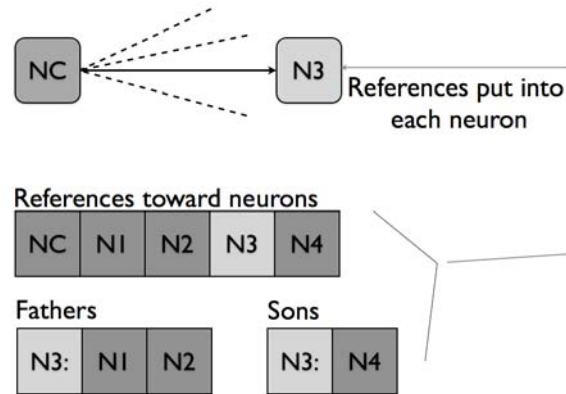 NC
N3
References put into
each neuron
References toward neurons
NC N1 N2 N3 N4
Fathers
Sons
N3: N1 N2
N3: N4